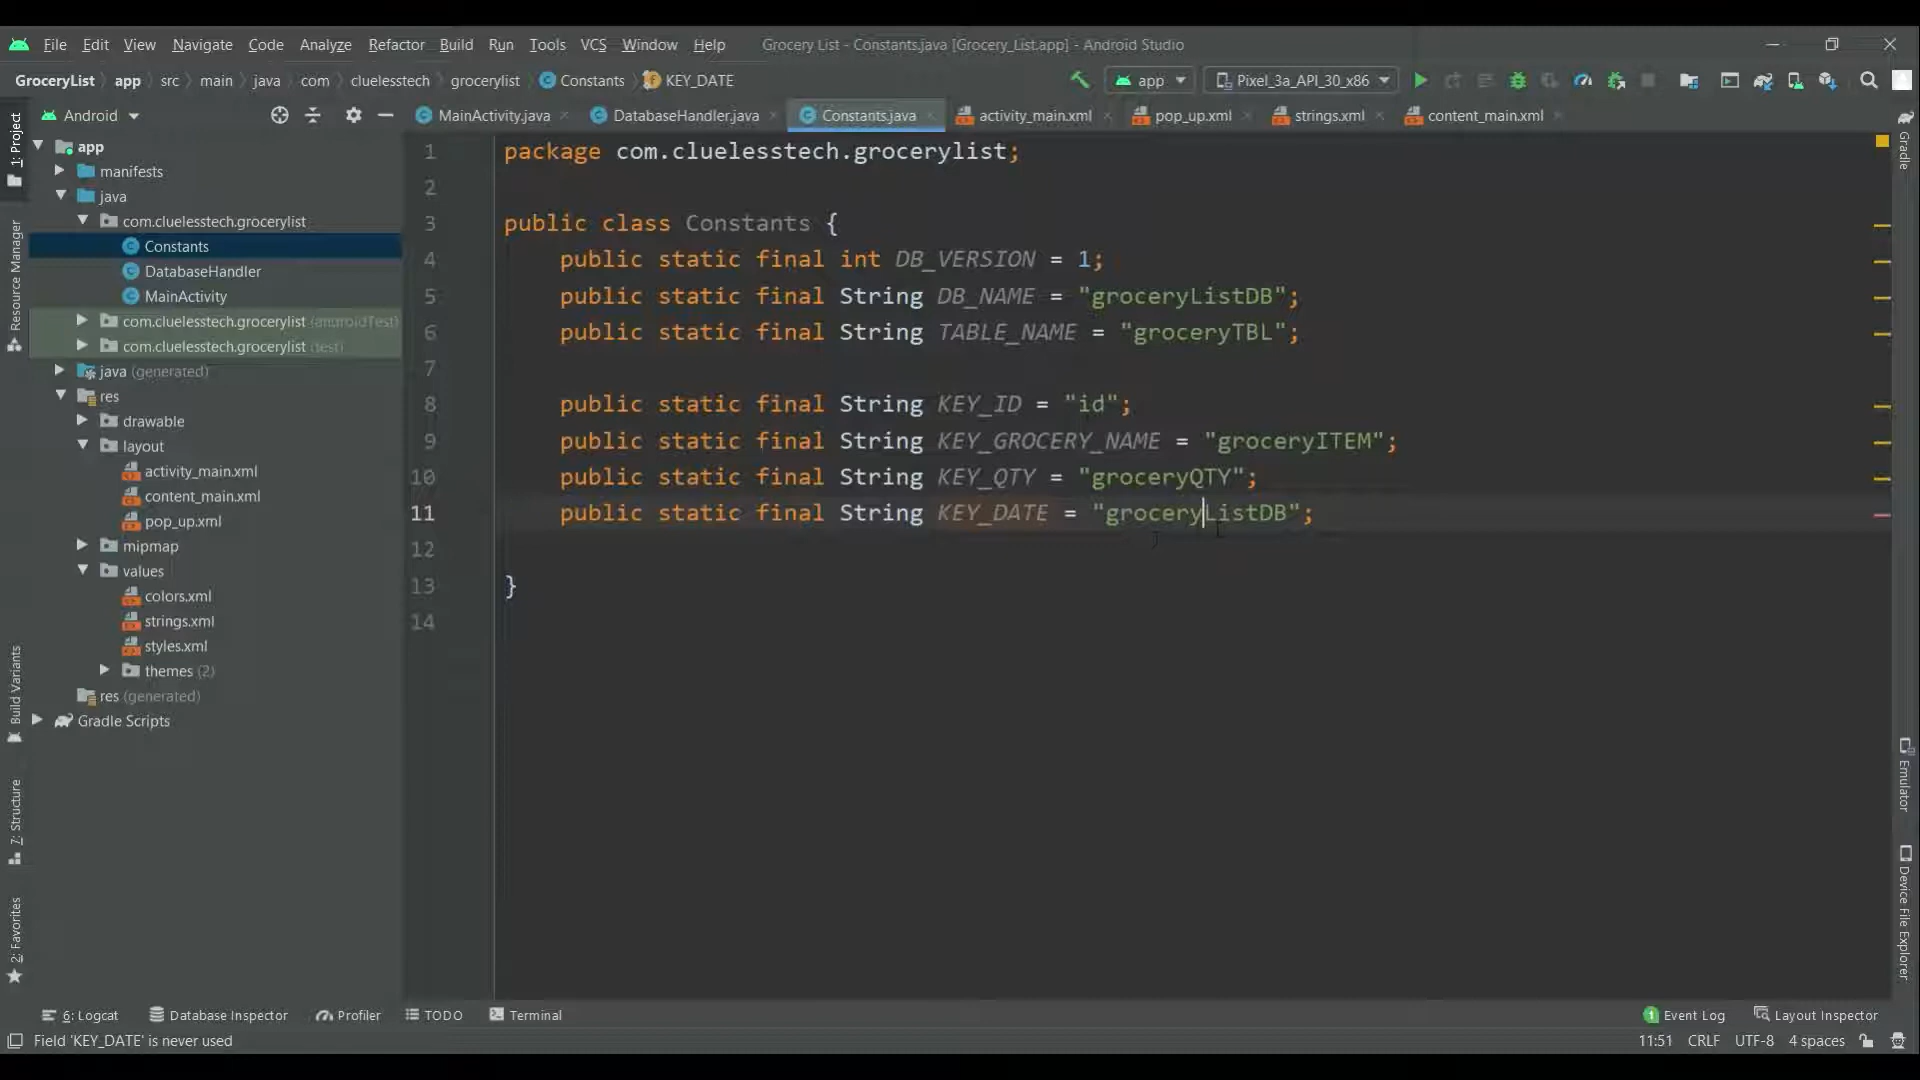 File Edit View Navigate Code Analyze Refactor Build Run Tools VCS Window Help Grocery List - Constants.java [Grocery_List.app] - Android Studio
GroceryList app src main java com cluelesstech grocerylist Constants KEY_DATE app Pixel_3a_API_30_x86
Android MainActivity.java DatabaseHandler.java Constants.java activity_main.xml pop_up.xml strings.xml content_main.xml
1: Project
Resource Manager
Build Variants
7: Structure
2: Favorites
app
manifests
java
com.cluelesstech.grocerylist
Constants
DatabaseHandler
MainActivity
com.cluelesstech.grocerylist (androidTest)
com.cluelesstech.grocerylist (test)
java (generated)
res
drawable
layout
activity_main.xml
content_main.xml
pop_up.xml
mipmap
values
colors.xml
strings.xml
styles.xml
themes (2)
res (generated)
Gradle Scripts
1 package com.cluelesstech.grocerylist;
2
3 public class Constants {
4 public static final int DB_VERSION = 1;
5 public static final String DB_NAME = "groceryListDB";
6 public static final String TABLE_NAME = "groceryTBL";
7
8 public static final String KEY_ID = "id";
9 public static final String KEY_GROCERY_NAME = "groceryITEM";
10 public static final String KEY_QTY = "groceryQTY";
11 public static final String KEY_DATE = "groceryListDB";
12
13 }
14
Gradle
Emulator
Device File Explorer
6: Logcat Database Inspector Profiler TODO Terminal 1 Event Log Layout Inspector
Field 'KEY_DATE' is never used 11:51 CRLF UTF-8 4 spaces